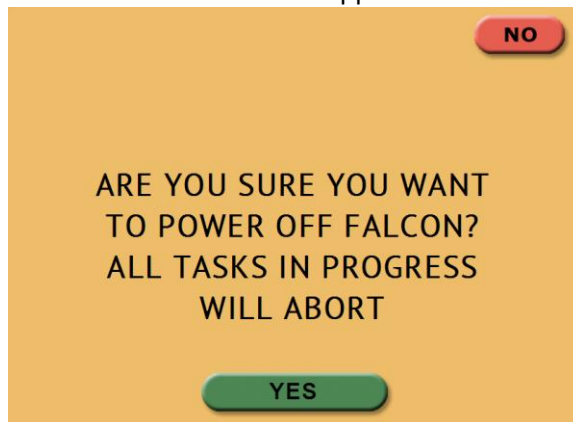 NO
ARE YOU SURE YOU WANT
TO POWER OFF FALCON?
ALL TASKS IN PROGRESS
WILL ABORT
YES